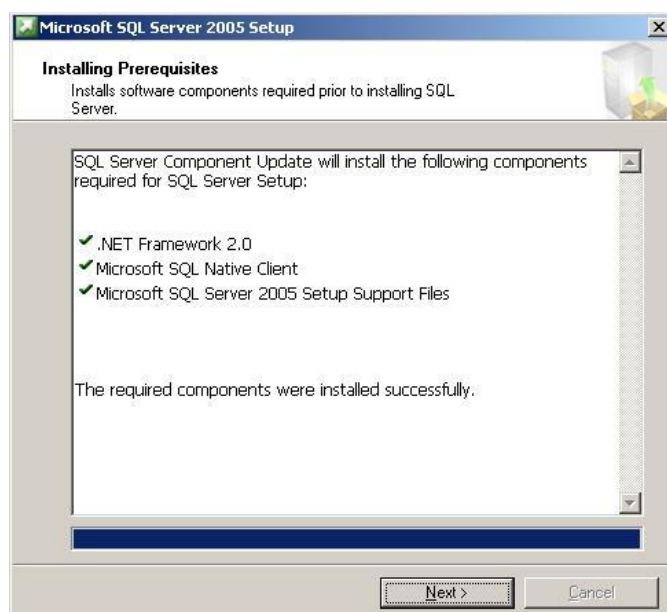 Microsoft SQL Server 2005 Setup
Installing Prerequisites
Installs software components required prior to installing SQL
Server.
SQL Server Component Update will install the following components
required for SQL Server Setup:
.NET Framework 2.0
Microsoft SQL Native Client
Microsoft SQL Server 2005 Setup Support Files
The required components were installed successfully.
Next >
Cancel